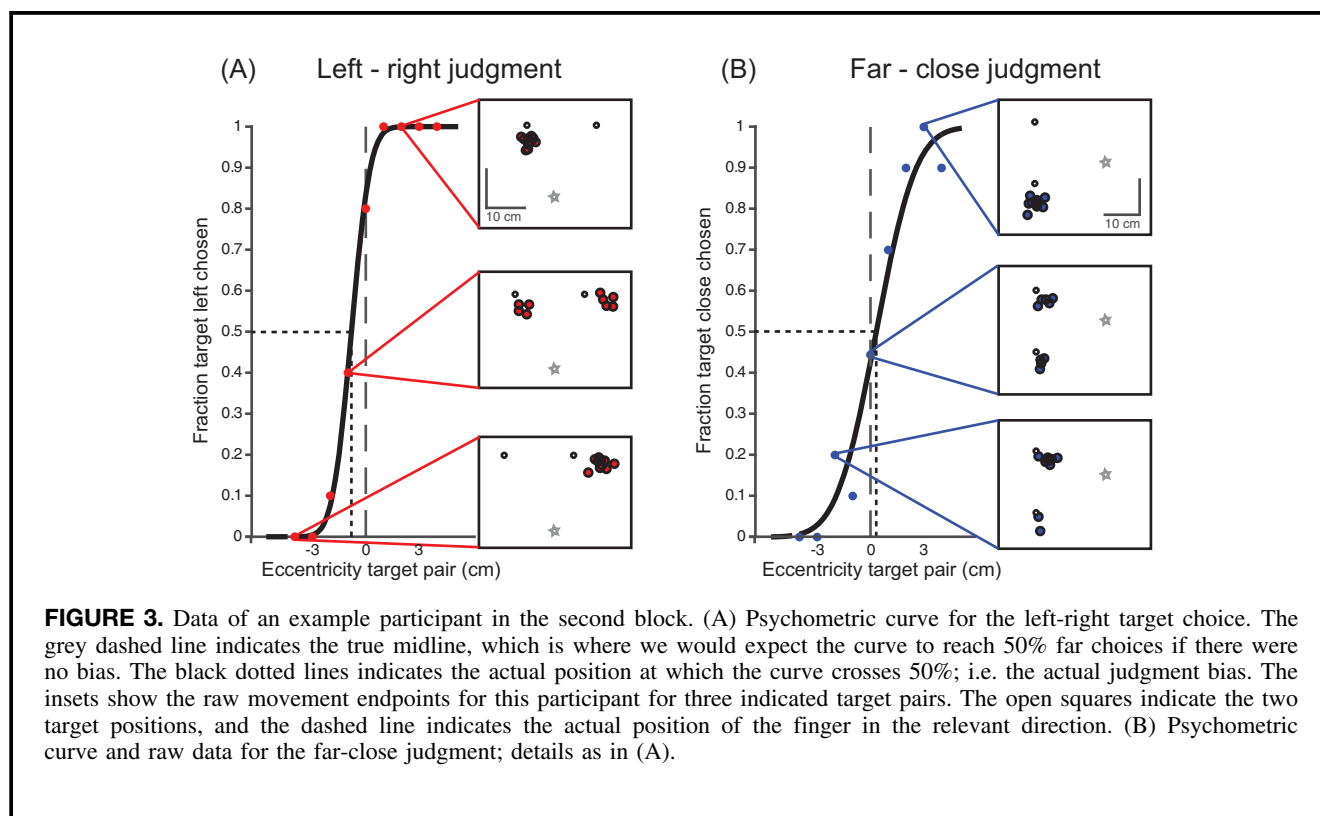 (A) Left - right judgment
1
0.9
0.8
0.7
0.6
0.5
0.4
0.3
0.2
0.1
0
Fraction target left chosen
-3 0 3
Eccentricity target pair (cm)
10 cm
(B) Far - close judgment
1
0.9
0.8
0.7
0.6
0.5
0.4
0.3
0.2
0.1
0
Fraction target close chosen
-3 0 3
Eccentricity target pair (cm)
10 cm
FIGURE 3. Data of an example participant in the second block. (A) Psychometric curve for the left-right target choice. The
grey dashed line indicates the true midline, which is where we would expect the curve to reach 50% far choices if there were
no bias. The black dotted lines indicates the actual position at which the curve crosses 50%; i.e. the actual judgment bias. The
insets show the raw movement endpoints for this participant for three indicated target pairs. The open squares indicate the two
target positions, and the dashed line indicates the actual position of the finger in the relevant direction. (B) Psychometric
curve and raw data for the far-close judgment; details as in (A).